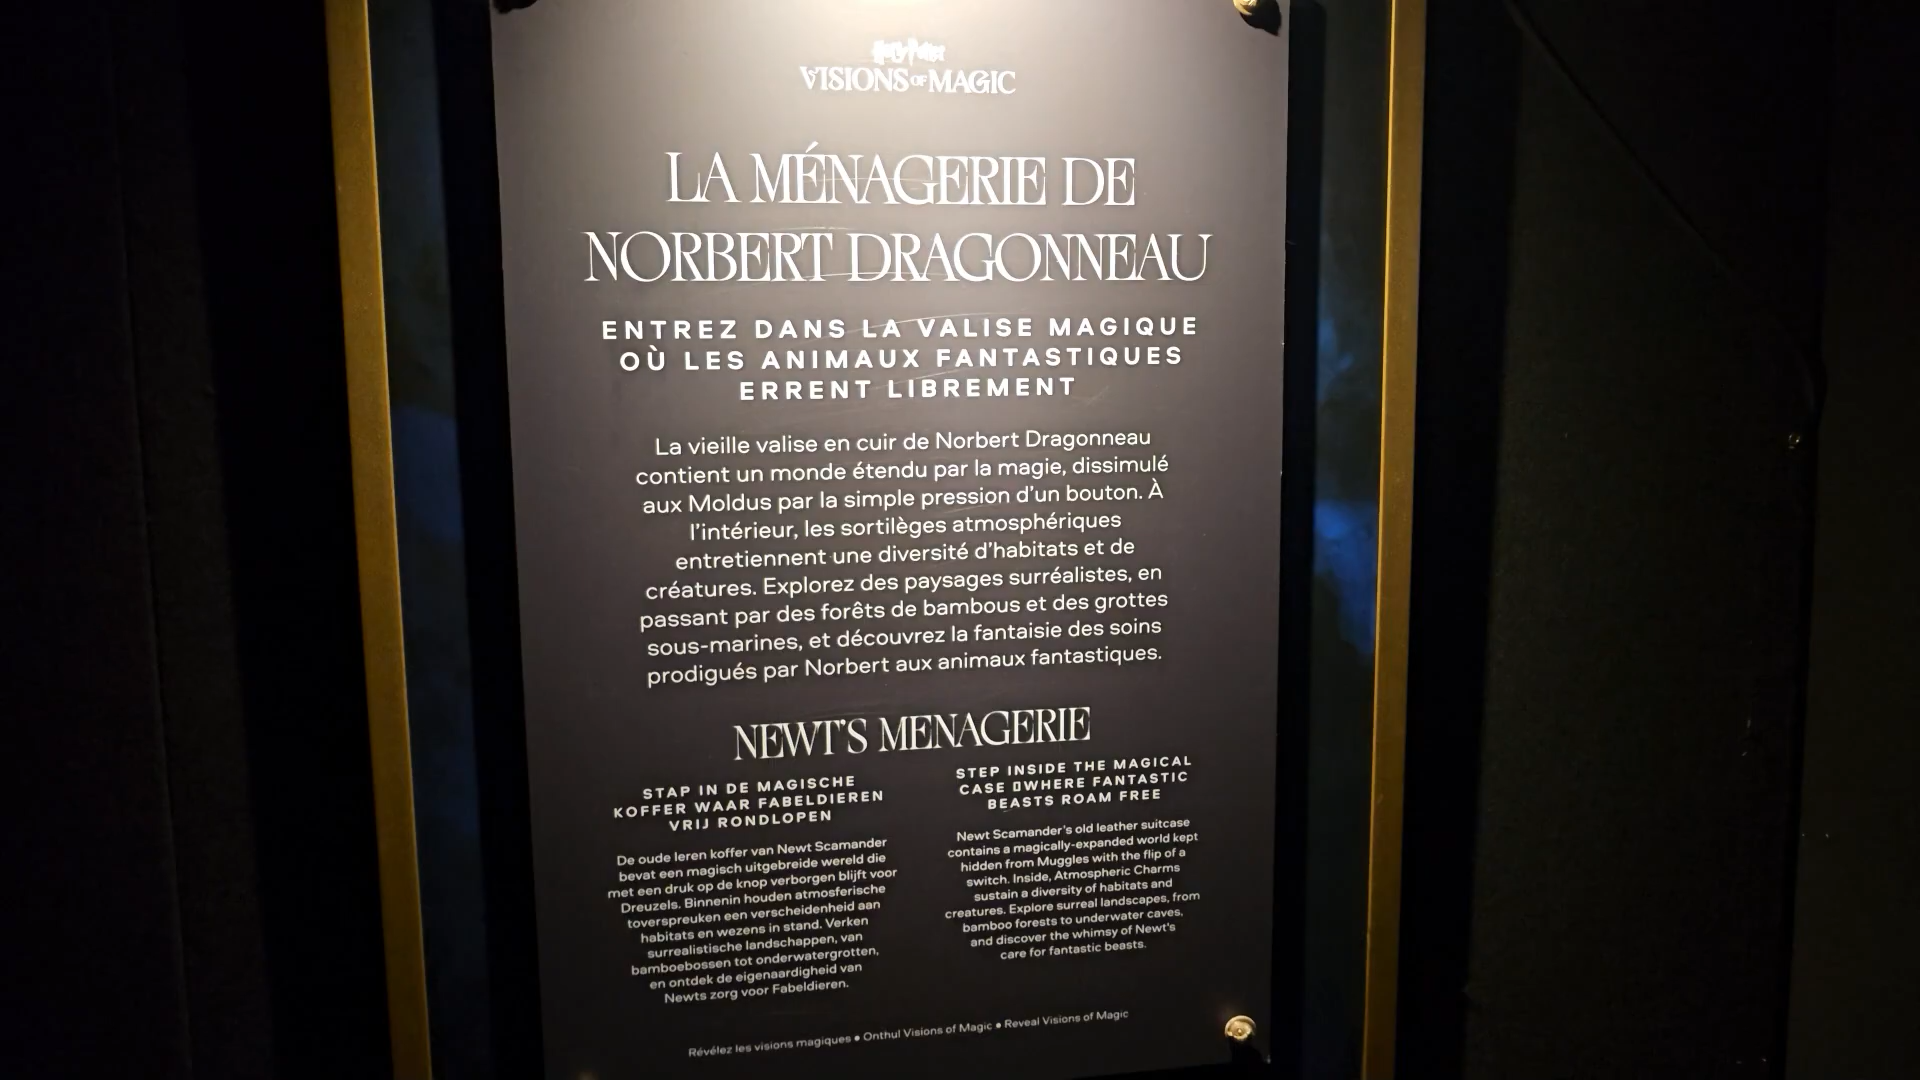 Harry Potter
VISIONS OF MAGIC
LA MÉNAGERIE DE
NORBERT DRAGONNEAU
ENTREZ DANS LA VALISE MAGIQUE
OÙ LES ANIMAUX FANTASTIQUES
ERRENT LIBREMENT
La vieille valise en cuir de Norbert Dragonneau
contient un monde étendu par la magie, dissimulé
aux Moldus par la simple pression d'un bouton. À
l'intérieur, les sortilèges atmosphériques
entretiennent une diversité d'habitats et de
créatures. Explorez des paysages surréalistes, en
passant par des forêts de bambous et des grottes
sous-marines, et découvrez la fantaisie des soins
prodigués par Norbert aux animaux fantastiques.
NEWT'S MENAGERIE
STAP IN DE MAGISCHE
KOFFER WAAR FABELDIEREN
VRIJ RONDLOPEN
De oude leren koffer van Newt Scamander
bevat een magisch uitgebreide wereld die
met een druk op de knop verborgen blijft voor
Dreuzels. Binnenin houden atmosferische
toverspreuken een verscheidenheid aan
habitats en wezens in stand. Verken
surrealistische landschappen, van
bamboebossen tot onderwatergrotten,
en ontdek de eigenaardigheid van
Newts zorg voor Fabeldieren.
STEP INSIDE THE MAGICAL
CASE ▯WHERE FANTASTIC
BEASTS ROAM FREE
Newt Scamander's old leather suitcase
contains a magically-expanded world kept
hidden from Muggles with the flip of a
switch. Inside, Atmospheric Charms
sustain a diversity of habitats and
creatures. Explore surreal landscapes, from
bamboo forests to underwater caves,
and discover the whimsy of Newt's
care for fantastic beasts.
Révélez les visions magiques • Onthul Visions of Magic • Reveal Visions of Magic